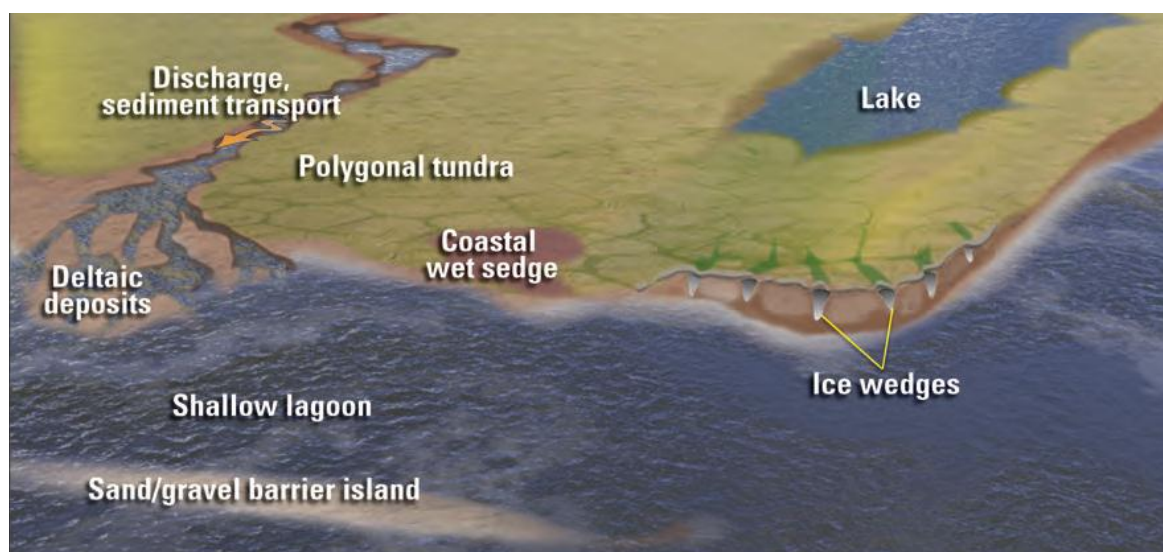 Discharge,
sediment transport
Lake
Polygonal tundra
Coastal
wet sedge
Deltaic
deposits
Ice wedges
Shallow lagoon
Sand/gravel barrier island